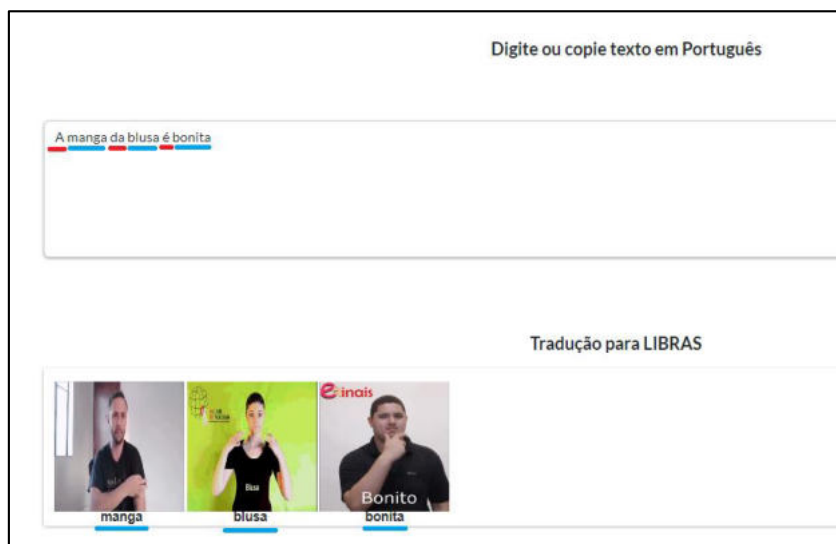 Digite ou copie texto em Português
A manga da blusa é bonita
Tradução para LIBRAS
Blusa
Bonito
manga
blusa
bonita